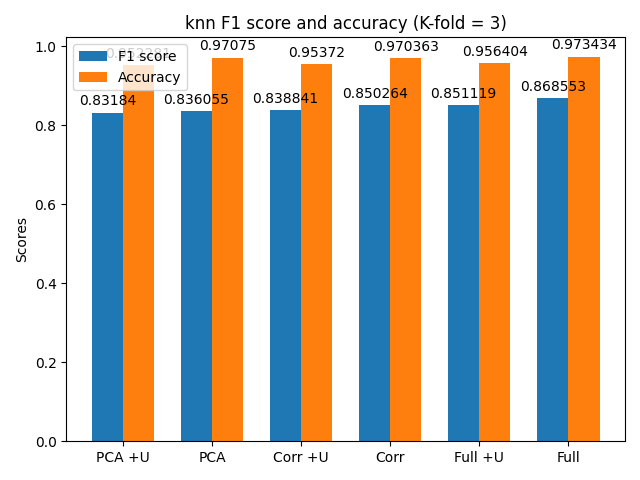 knn F1 score and accuracy (K-fold = 3)
F1 score
Accuracy
0.97075
0.95372
0.970363
0.956404
0.973434
0.83184
0.836055
0.838841
0.850264
0.851119
0.868553
Scores
1.0
0.8
0.6
0.4
0.2
0.0
PCA +U
PCA
Corr +U
Corr
Full +U
Full